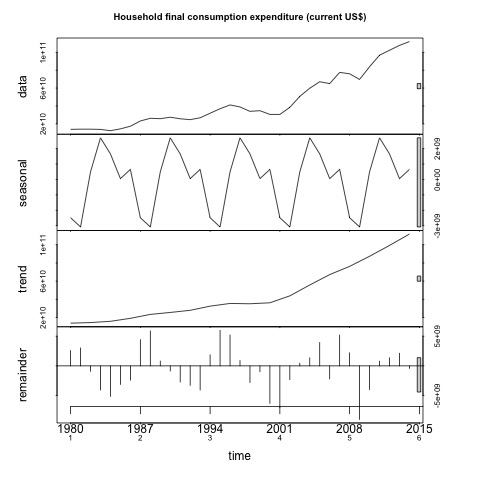 Household final consumption expenditure (current US$)
data
2e+10 6e+10 1e+11
seasonal
-3e+09 0e+00 2e+09
trend
2e+10 6e+10 1e+11
remainder
-5e+09 5e+09
1980 1987 1994 2001 2008 2015
1 2 3 4 5 6
time